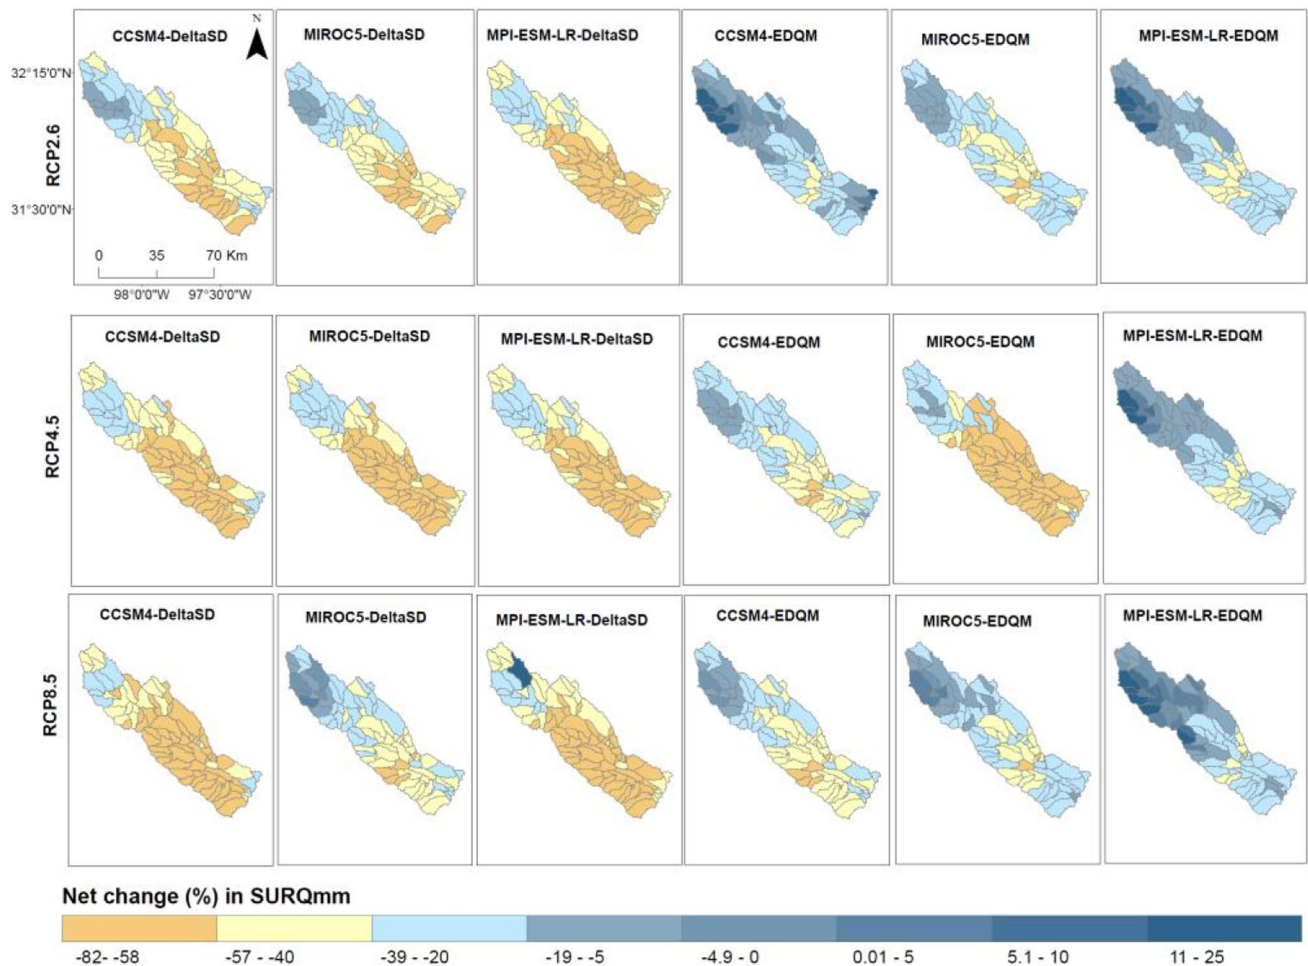 CCSM4-DeltaSD
N
MIROC5-DeltaSD
MPI-ESM-LR-DeltaSD
CCSM4-EDQM
MIROC5-EDQM
MPI-ESM-LR-EDQM
32°15'0"N
RCP2.6
31°30'0"N
0 35 70 Km
98°0'0"W 97°30'0"W
CCSM4-DeltaSD
MIROC5-DeltaSD
MPI-ESM-LR-DeltaSD
CCSM4-EDQM
MIROC5-EDQM
MPI-ESM-LR-EDQM
RCP4.5
CCSM4-DeltaSD
MIROC5-DeltaSD
MPI-ESM-LR-DeltaSD
CCSM4-EDQM
MIROC5-EDQM
MPI-ESM-LR-EDQM
RCP8.5
Net change (%) in SURQmm
-82- -58 -57 - -40 -39 - -20 -19 - -5 -4.9 - 0 0.01 - 5 5.1 - 10 11 - 25